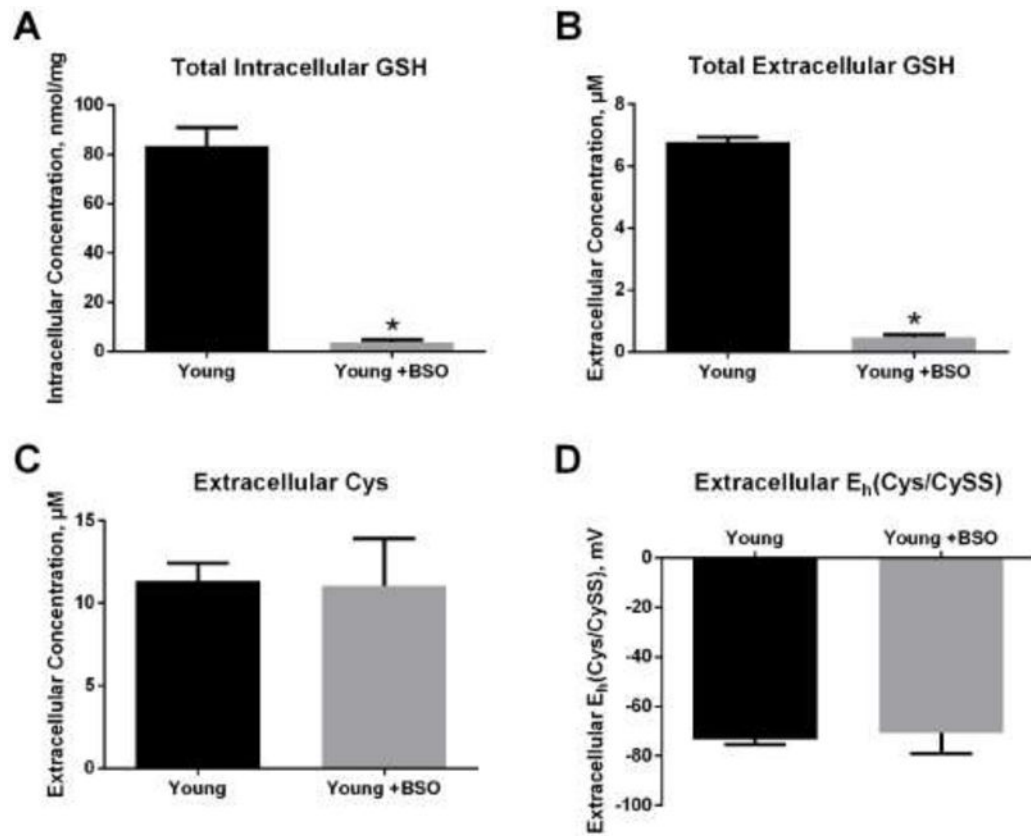 A
Total Intracellular GSH
Intracellular Concentration, nmol/mg
100
80
60
40
20
0
*
Young
Young +BSO
B
Total Extracellular GSH
Extracellular Concentration, µM
8
6
4
2
0
*
Young
Young +BSO
C
Extracellular Cys
Extracellular Concentration, µM
15
10
5
0
Young
Young +BSO
D
Extracellular Eh(Cys/CySS)
Young
Young +BSO
Extracellular Eh(Cys/CySS), mV
0
-20
-40
-60
-80
-100